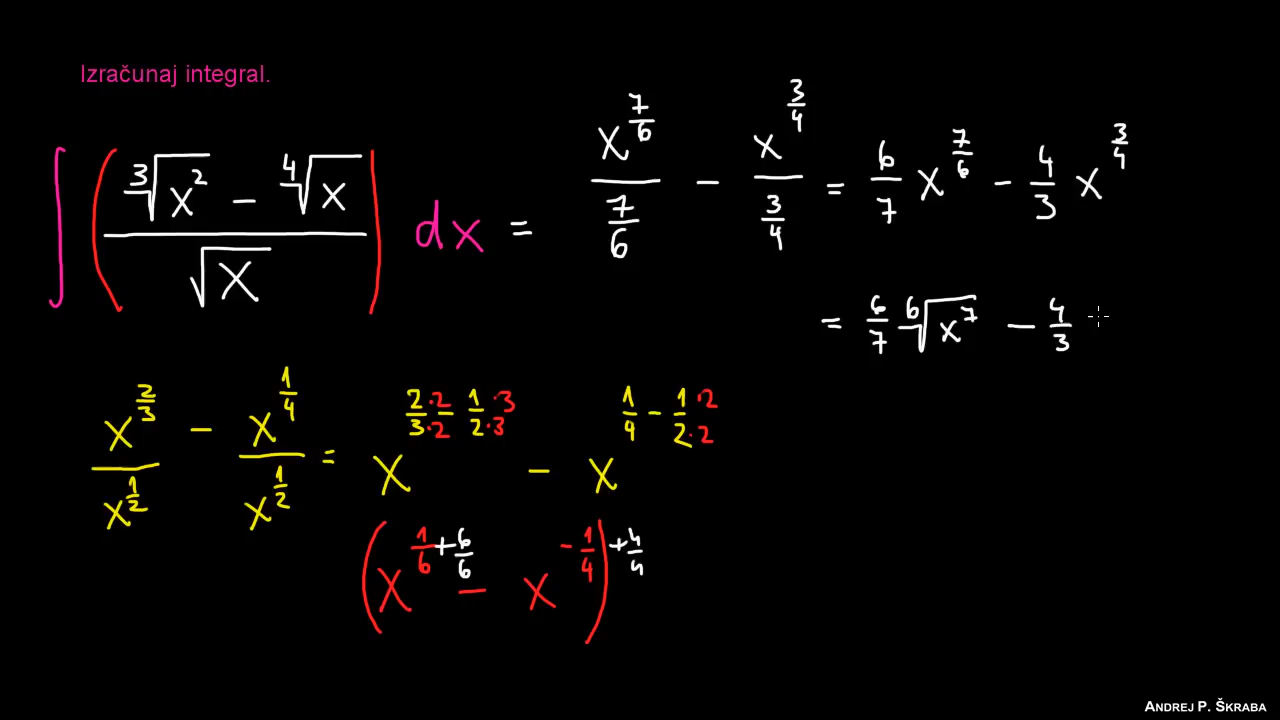 Izračunaj integral.
∫ ( (∛x² − ∜x) / √x ) dx = x^(7/6) / (7/6) − x^(3/4) / (3/4) = 6/7 x^(7/6) − 4/3 x^(3/4)
= 6/7 ⁶√x⁷ − 4/3
x^(2/3) / x^(1/2) − x^(1/4) / x^(1/2) = x^(2·2/3·2 − 1·3/2·3) − x^(1/4 − 1·2/2·2)
( x^(1/6 + 6/6) − x^(−1/4) ) + 4/4
ANDREJ P. ŠKRABA